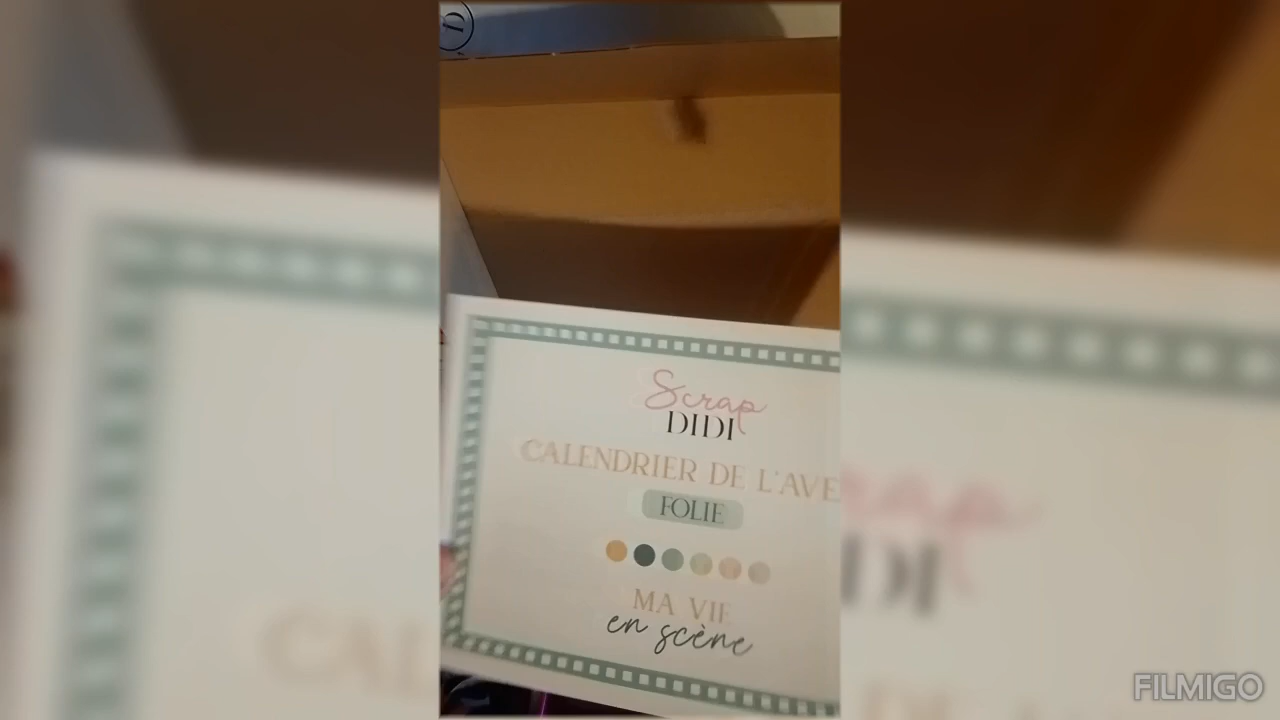 D
Scrap
DIDI
CALENDRIER DE L'AVE
FOLIE
MA VIE
en scène
FILMIGO